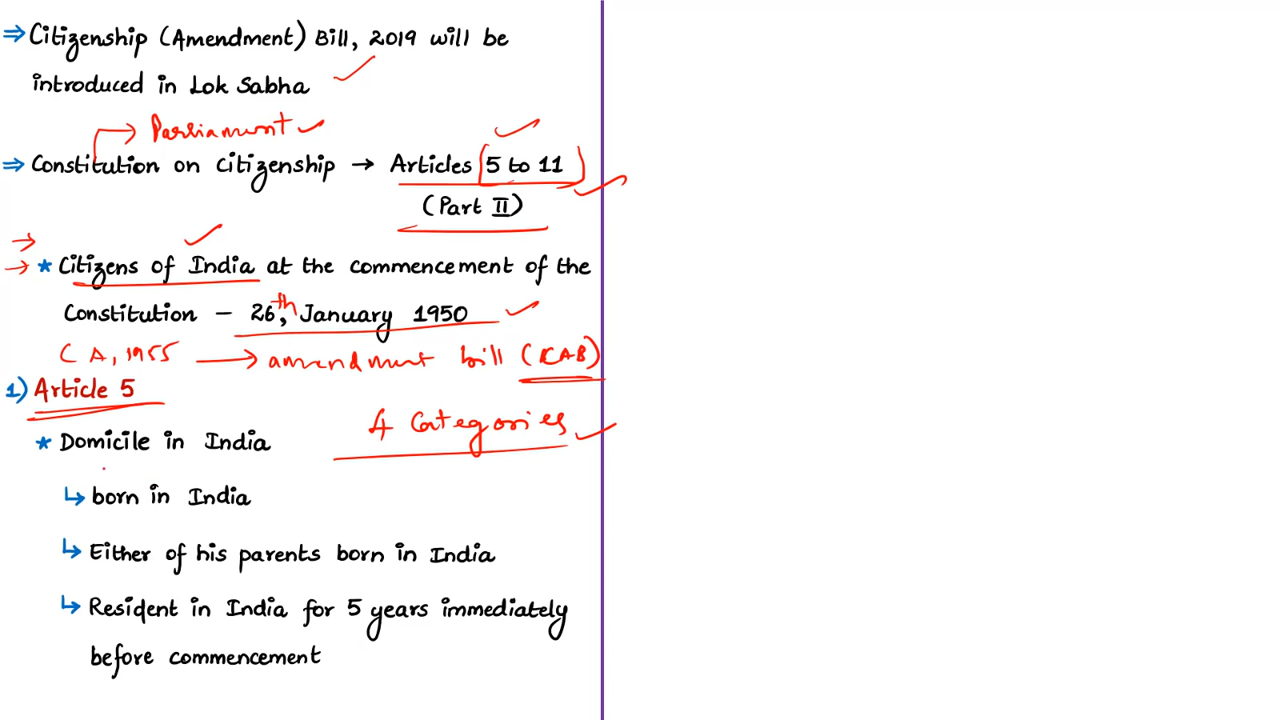 ⇒ Citizenship (Amendment) Bill, 2019 will be
introduced in Lok Sabha
→ Parliament
⇒ Constitution on Citizenship → Articles (5 to 11)
(Part II)
→
→ * Citizens of India at the commencement of the
Constitution – 26th, January 1950
CA, 1955 → amendment bill (CAB)
1) Article 5
4 Categories
* Domicile in India
↳ born in India
↳ Either of his parents born in India
↳ Resident in India for 5 years immediately
before commencement